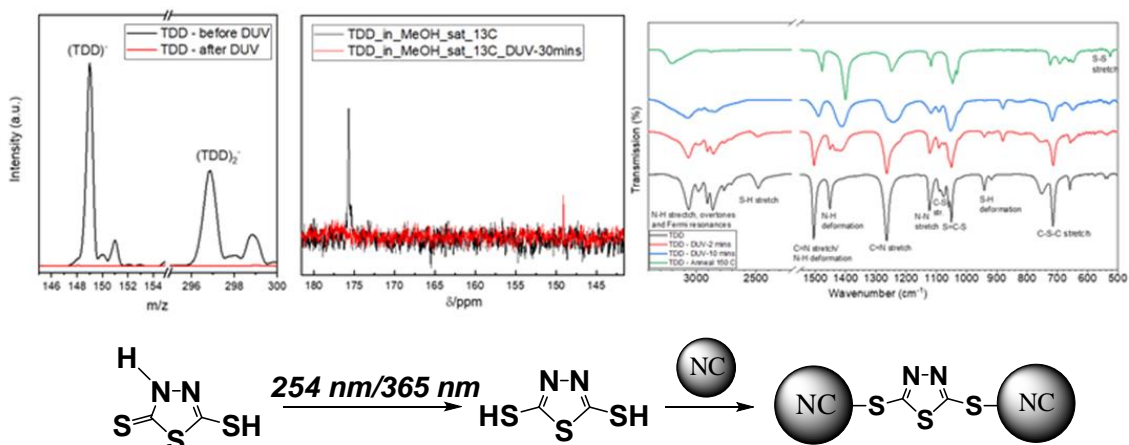 TDD - before DUV
TDD - after DUV
(TDD)-
(TDD)2-
Intensity (a.u.)
146 148 150 152 154 296 298 300
m/z
TDD_in_MeOH_sat_13C
TDD_in_MeOH_sat_13C_DUV-30mins
180 175 170 165 160 155 150 145
δ/ppm
Transmission (%)
S-S
stretch
S-H stretch
N-H strectch, overtones
and Fermi resonances
N-H
deformation
C=N stretch/
N-H deformation
C=N stretch
N-N
stretch
C-S
str.
S=C-S
S-H
deformation
C-S-C stretch
TDD
TDD - DUV-2 mins
TDD - DUV-10 mins
TDD - Anneal 150 C
3000 2500 1500 1400 1300 1200 1100 1000 900 800 700 600 500
Wavenumber (cm-1)
H
N-N
S
SH
S
254 nm/365 nm
N-N
HS
SH
S
NC
NC
S
N-N
S
S
NC